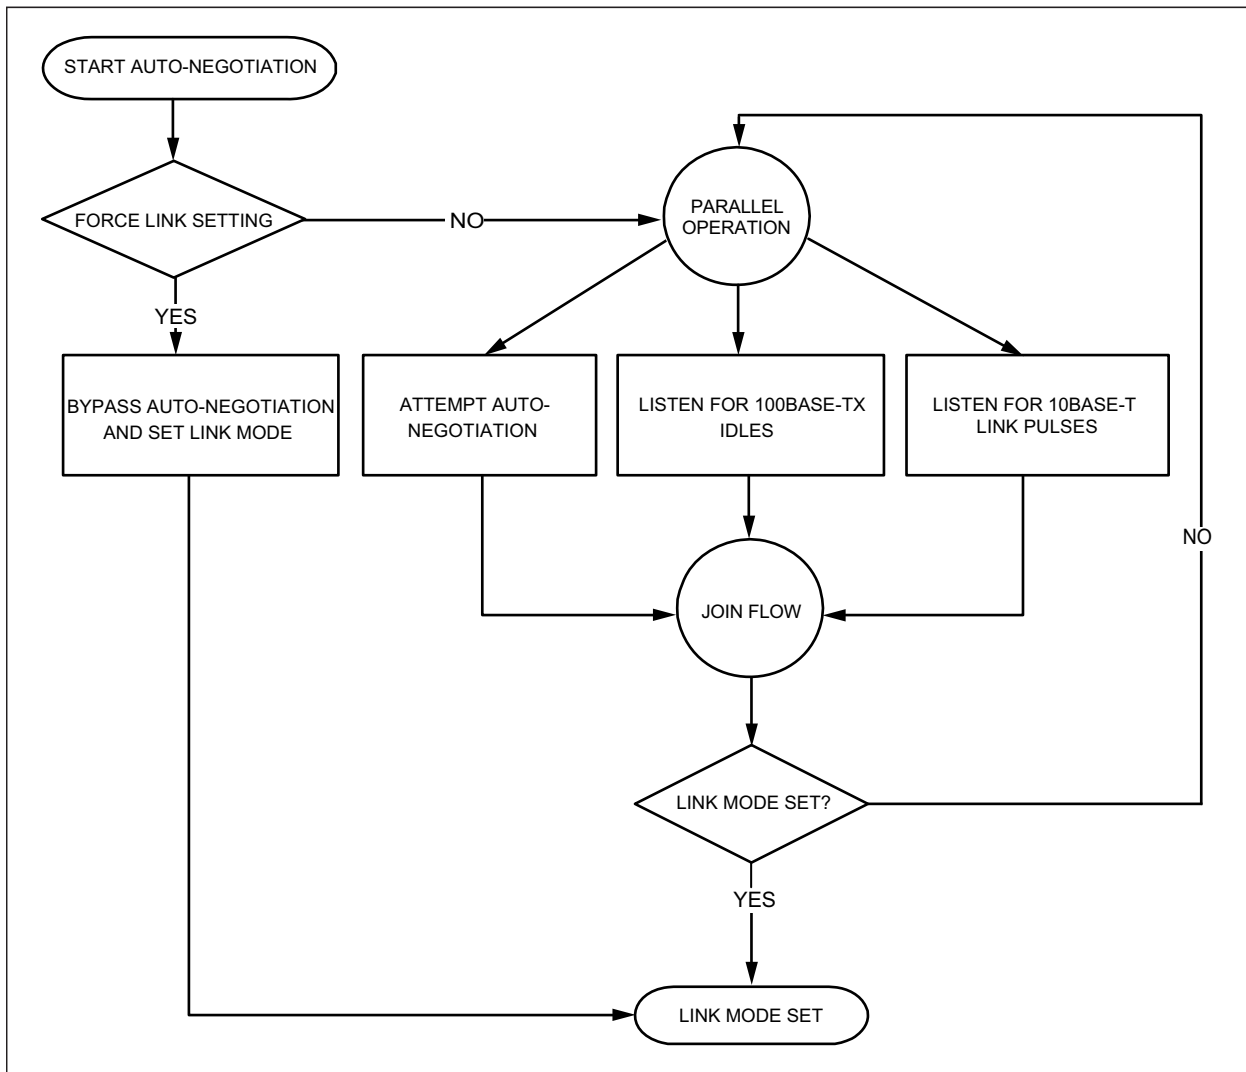 START AUTO-NEGOTIATION
FORCE LINK SETTING
NO
PARALLEL
OPERATION
YES
BYPASS AUTO-NEGOTIATION
AND SET LINK MODE
ATTEMPT AUTO-
NEGOTIATION
LISTEN FOR 100BASE-TX
IDLES
LISTEN FOR 10BASE-T
LINK PULSES
NO
JOIN FLOW
LINK MODE SET?
YES
LINK MODE SET